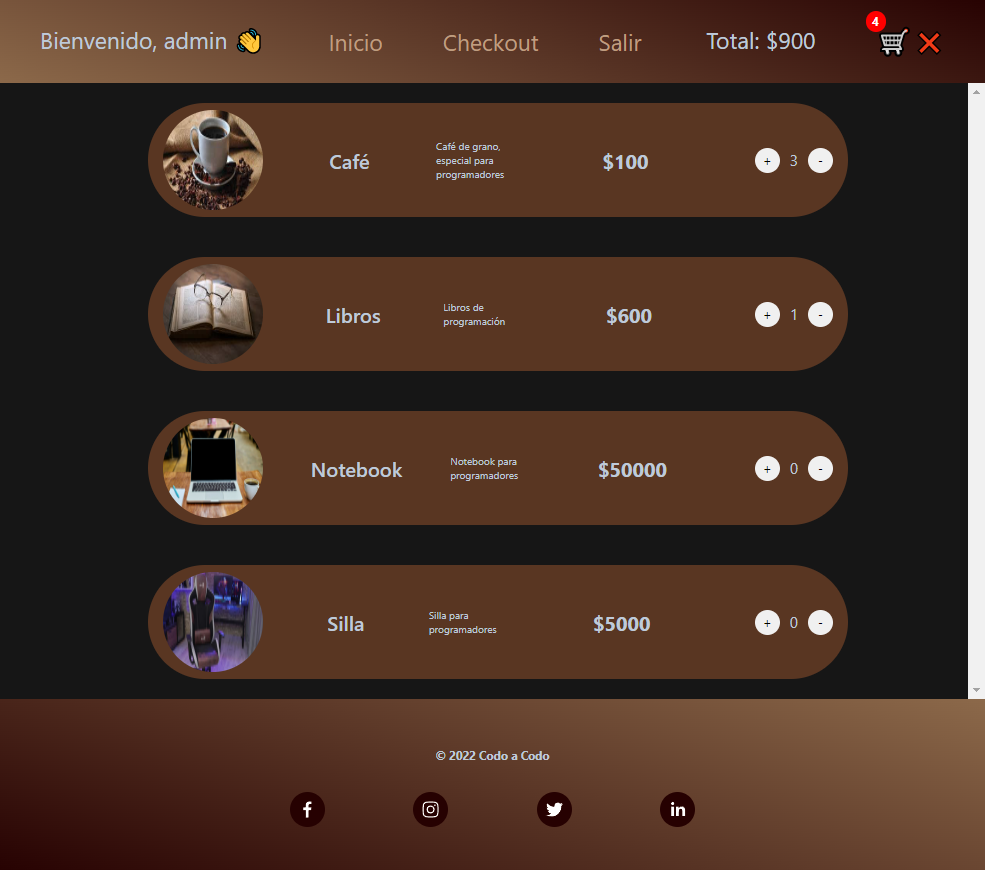 Bienvenido, admin 👋
Inicio
Checkout
Salir
Total: $900
4
Café
Café de grano,
especial para
programadores
$100
+ 3 -
Libros
Libros de
programación
$600
+ 1 -
Notebook
Notebook para
programadores
$50000
+ 0 -
Silla
Silla para
programadores
$5000
+ 0 -
© 2022 Codo a Codo